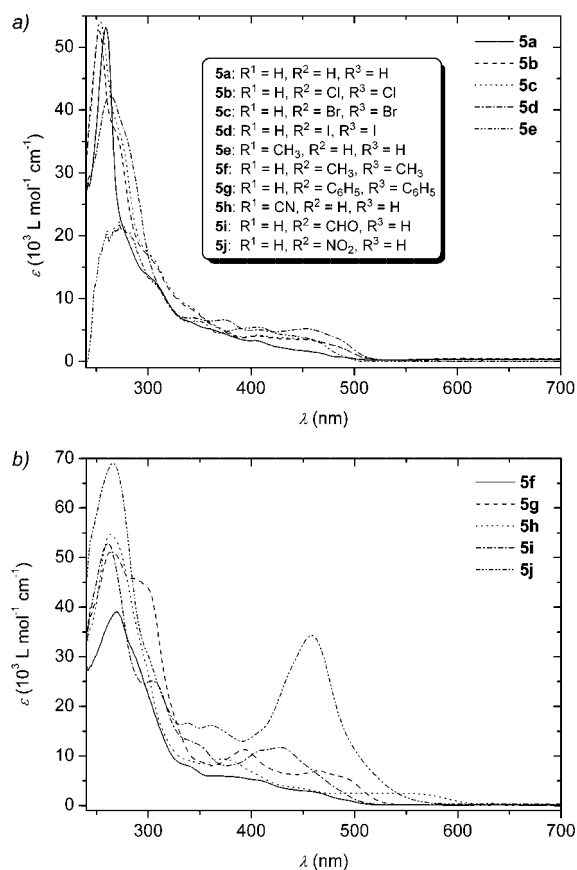 a)
5a
5b
5c
5d
5e
5a: R¹ = H, R² = H, R³ = H
5b: R¹ = H, R² = Cl, R³ = Cl
5c: R¹ = H, R² = Br, R³ = Br
5d: R¹ = H, R² = I, R³ = I
5e: R¹ = CH₃, R² = H, R³ = H
5f: R¹ = H, R² = CH₃, R³ = CH₃
5g: R¹ = H, R² = C₆H₅, R³ = C₆H₅
5h: R¹ = CN, R² = H, R³ = H
5i: R¹ = H, R² = CHO, R³ = H
5j: R¹ = H, R² = NO₂, R³ = H
ε (10³ L mol⁻¹ cm⁻¹)
50
40
30
20
10
0
300 400 500 600 700
λ (nm)
b)
5f
5g
5h
5i
5j
ε (10³ L mol⁻¹ cm⁻¹)
70
60
50
40
30
20
10
0
300 400 500 600 700
λ (nm)